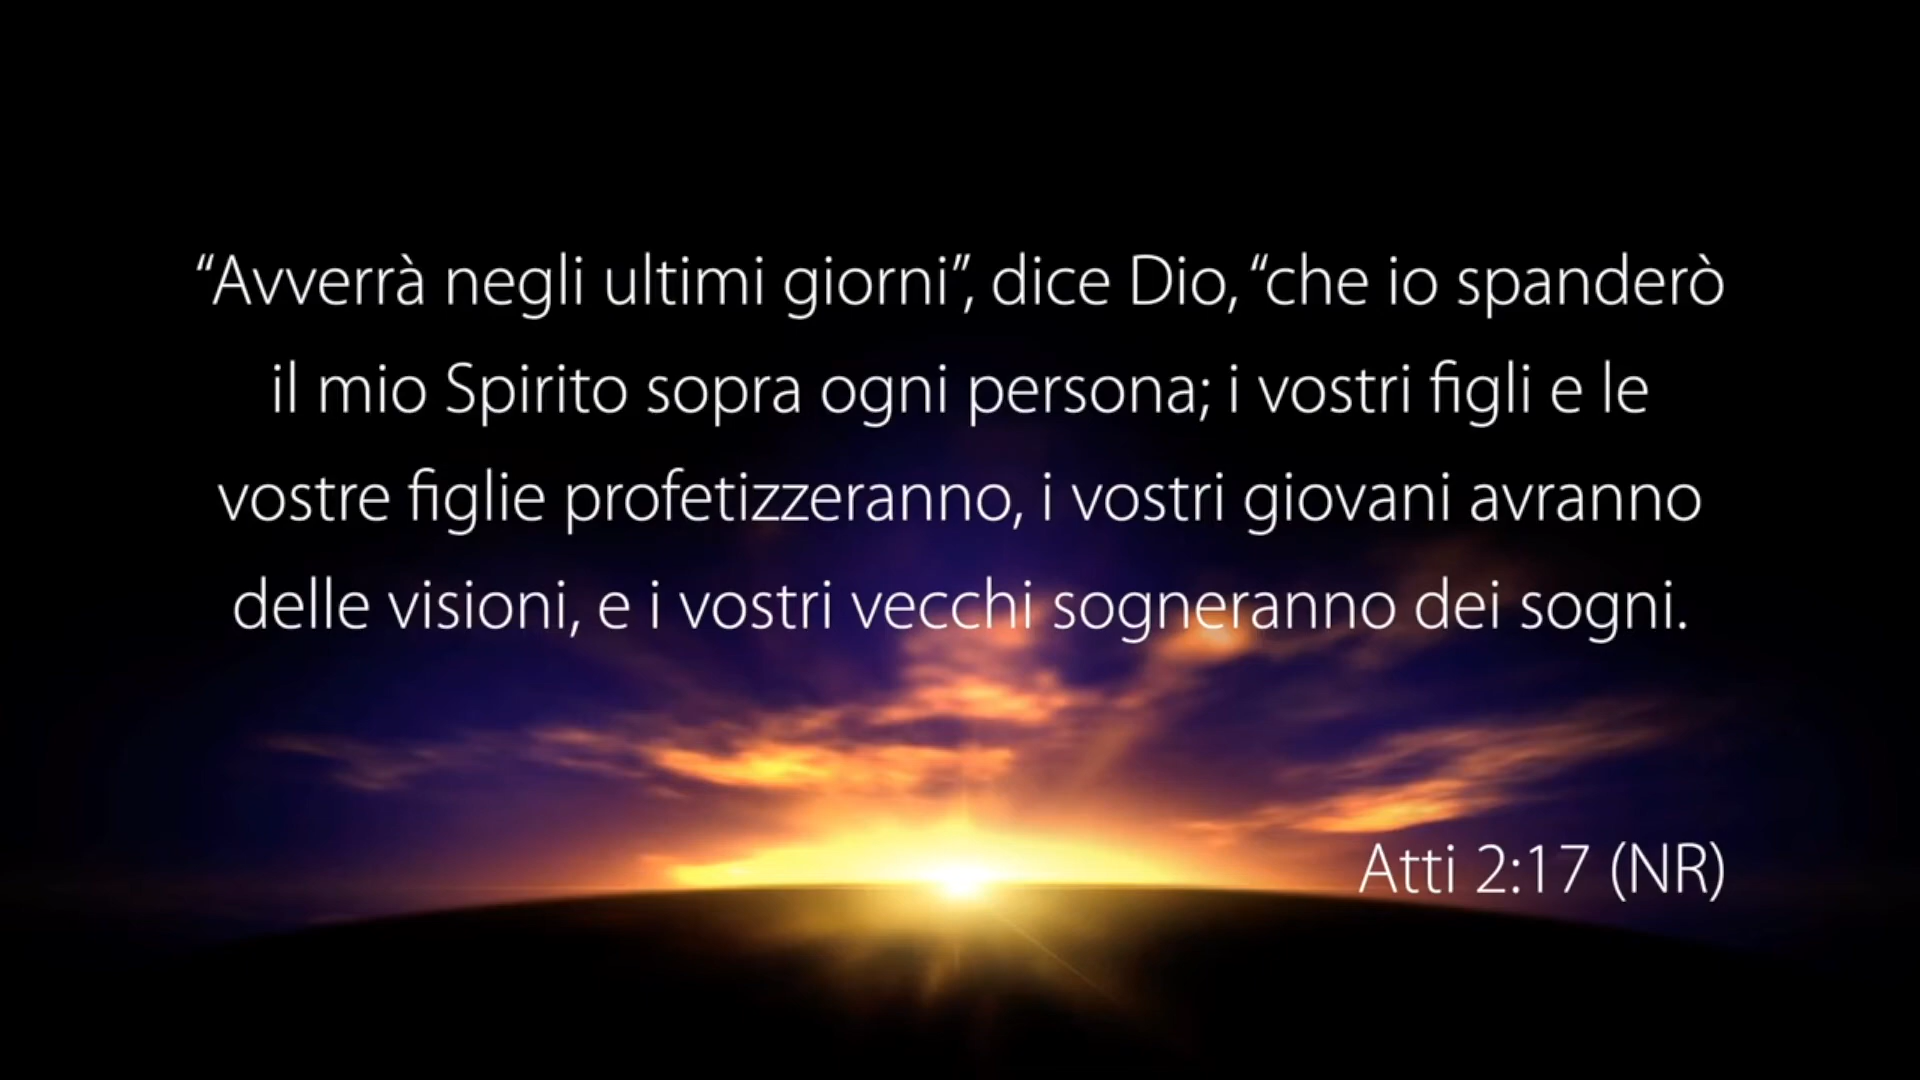 “Avverrà negli ultimi giorni”, dice Dio, “che io spanderò
il mio Spirito sopra ogni persona; i vostri figli e le
vostre figlie profetizzeranno, i vostri giovani avranno
delle visioni, e i vostri vecchi sogneranno dei sogni.
Atti 2:17 (NR)